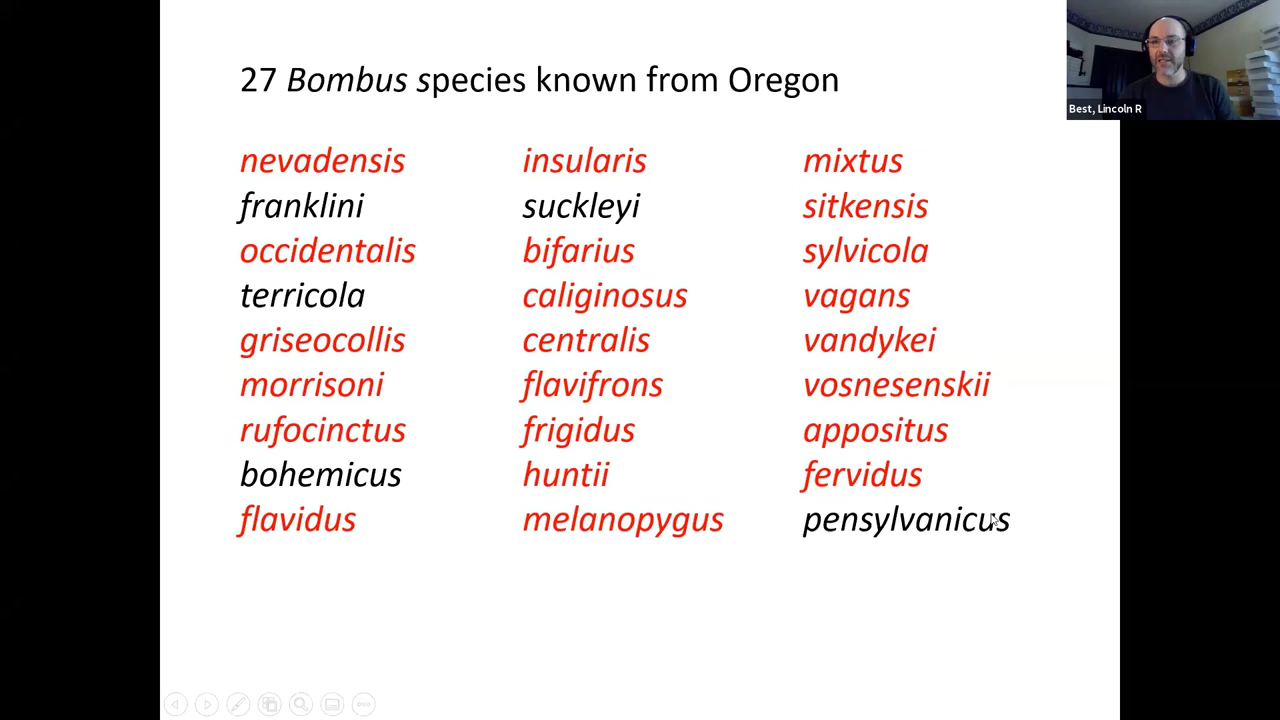 27 Bombus species known from Oregon
nevadensis
franklini
occidentalis
terricola
griseocollis
morrisoni
rufocinctus
bohemicus
flavidus
insularis
suckleyi
bifarius
caliginosus
centralis
flavifrons
frigidus
huntii
melanopygus
mixtus
sitkensis
sylvicola
vagans
vandykei
vosnesenskii
appositus
fervidus
pensylvanicus
Best, Lincoln R